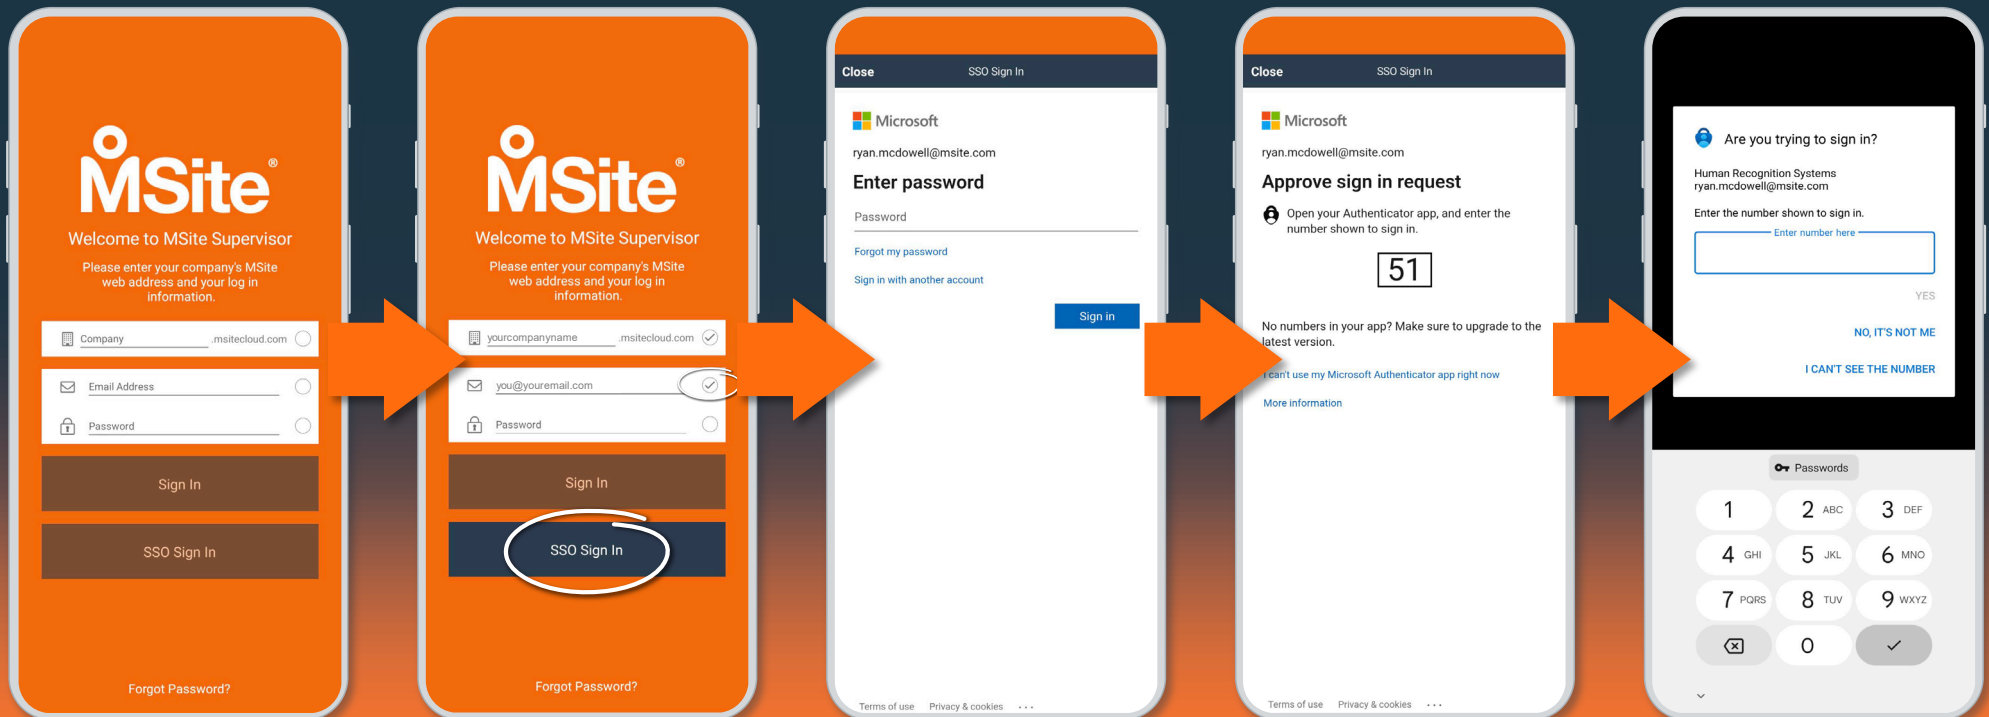 MSite®
Welcome to MSite Supervisor
Please enter your company's MSite
web address and your log in
information.
Company .msitecloud.com
Email Address
Password
Sign In
SSO Sign In
Forgot Password?
MSite®
Welcome to MSite Supervisor
Please enter your company's MSite
web address and your log in
information.
yourcompanyname .msitecloud.com
you@youremail.com
Password
Sign In
SSO Sign In
Forgot Password?
Close SSO Sign In
Microsoft
ryan.mcdowell@msite.com
Enter password
Password
Forgot my password
Sign in with another account
Sign in
Terms of use Privacy & cookies ...
Close SSO Sign In
Microsoft
ryan.mcdowell@msite.com
Approve sign in request
Open your Authenticator app, and enter the
number shown to sign in.
51
No numbers in your app? Make sure to upgrade to the
latest version.
I can't use my Microsoft Authenticator app right now
More information
Terms of use Privacy & cookies ...
Are you trying to sign in?
Human Recognition Systems
ryan.mcdowell@msite.com
Enter the number shown to sign in.
Enter number here
YES
NO, IT'S NOT ME
I CAN'T SEE THE NUMBER
Passwords
1 2 ABC 3 DEF
4 GHI 5 JKL 6 MNO
7 PQRS 8 TUV 9 WXYZ
0